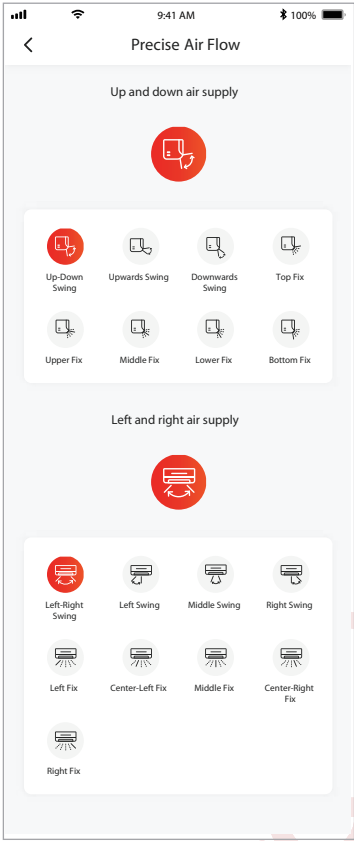 9:41 AM 100%
Precise Air Flow
Up and down air supply
Up-Down Upwards Swing Downwards Top Fix
Swing Swing
Upper Fix Middle Fix Lower Fix Bottom Fix
Left and right air supply
Left-Right Left Swing Middle Swing Right Swing
Swing
Left Fix Center-Left Fix Middle Fix Center-Right
Fix
Right Fix